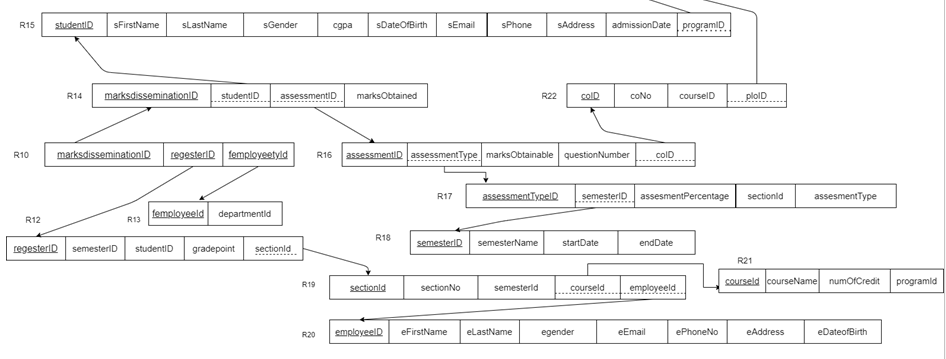 R15 studentID sFirstName sLastName sGender cgpa sDateOfBirth sEmail sPhone sAddress admissionDate programID
R14 marksdisseminationID studentID assessmentID marksObtained
R22 coID coNo courseID ploID
R10 marksdisseminationID regesterID femployeetyId
R16 assessmentID assessmentType marksObtainable questionNumber coID
R17 assessmentTypeID semesterID assesmentPercentage sectionId assesmentType
R13 femployeeId departmentId
R12
regesterID semesterID studentID gradepoint sectionId
R18 semesterID semesterName startDate endDate
R21
courseId courseName numOfCredit programId
R19 sectionId sectionNo semesterId courseId employeeId
R20 employeeID eFirstName eLastName egender eEmail ePhoneNo eAddress eDateofBirth